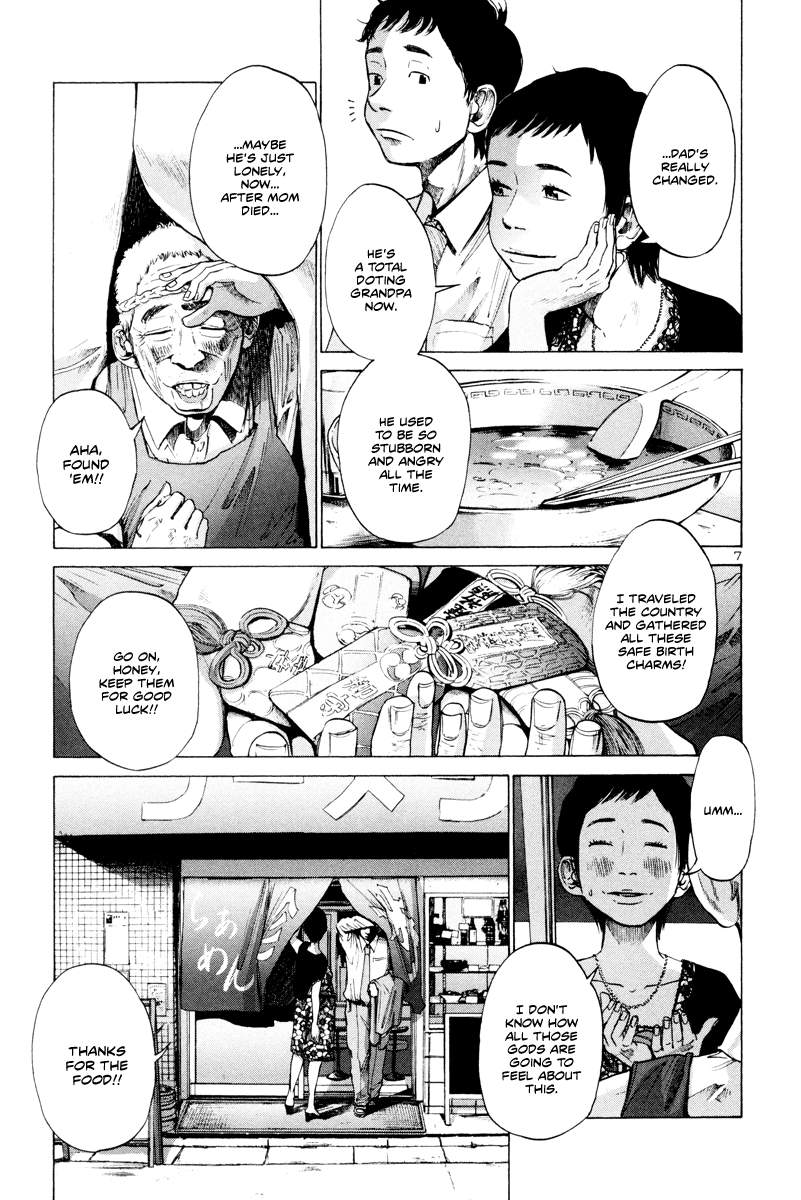 ...DAD'S
REALLY
CHANGED.
HE'S
A TOTAL
DOTING
GRANDPA
NOW.
HE USED
TO BE SO
STUBBORN
AND ANGRY
ALL THE
TIME.
...MAYBE
HE'S JUST
LONELY,
NOW...
AFTER MOM
DIED...
AHA,
FOUND
'EM!!
7
I TRAVELED
THE COUNTRY
AND GATHERED
ALL THESE
SAFE BIRTH
CHARMS!
GO ON,
HONEY,
KEEP THEM
FOR GOOD
LUCK!!
UMM...
I DON'T
KNOW HOW
ALL THOSE
GODS ARE
GOING TO
FEEL ABOUT
THIS.
らあ
めん
THANKS
FOR THE
FOOD!!